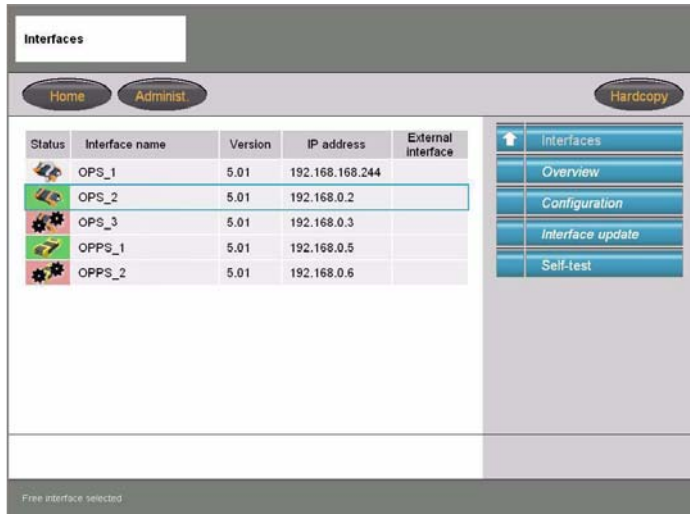 Interfaces
Home Administ. Hardcopy
Status Interface name Version IP address External interface
OPS_1 5.01 192.168.168.244
OPS_2 5.01 192.168.0.2
OPS_3 5.01 192.168.0.3
OPPS_1 5.01 192.168.0.5
OPPS_2 5.01 192.168.0.6
Interfaces
Overview
Configuration
Interface update
Self-test
Free interface selected